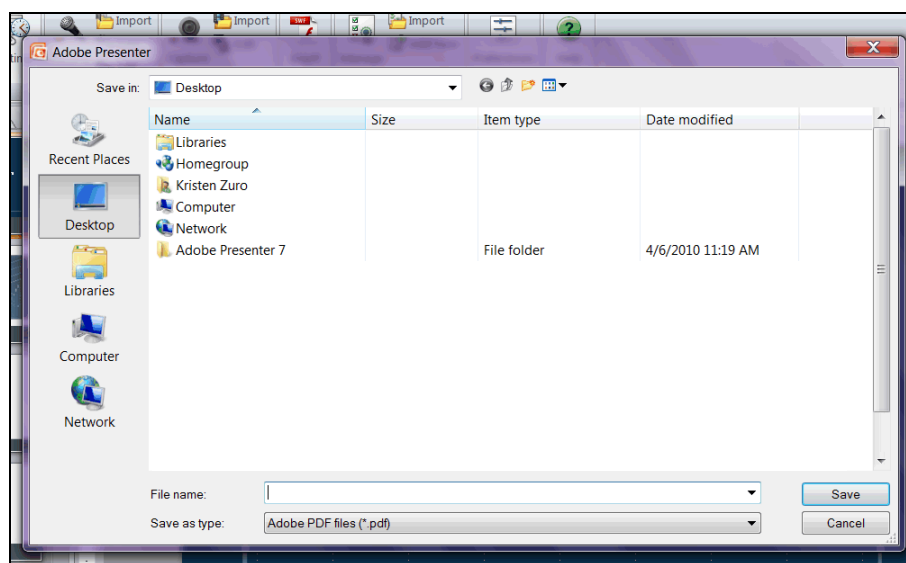 Import Import SWF Import
Adobe Presenter X
Save in: Desktop
Name Size Item type Date modified
Libraries
Homegroup
Kristen Zuro
Computer
Network
Adobe Presenter 7 File folder 4/6/2010 11:19 AM
Recent Places
Desktop
Libraries
Computer
Network
File name: Save
Save as type: Adobe PDF files (*.pdf) Cancel